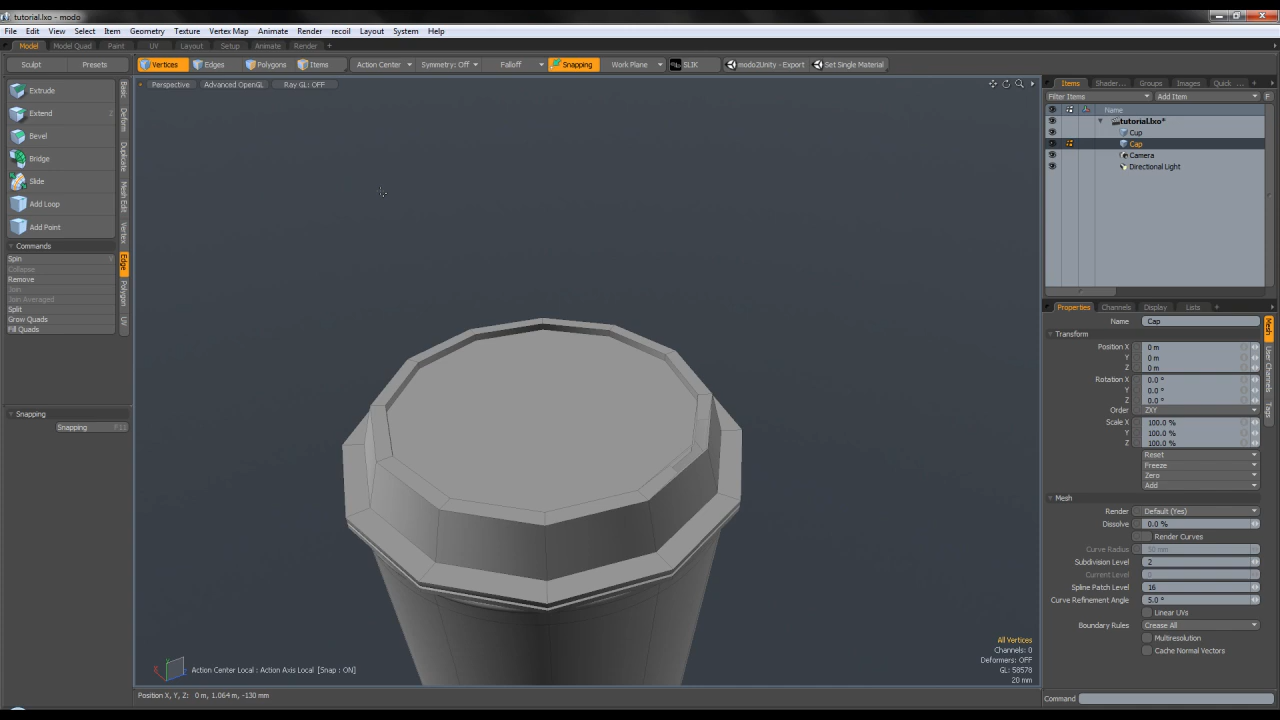 tutorial.lxo - modo
File Edit View Select Item Geometry Texture Vertex Map Animate Render recoil Layout System Help
Model Model Quad Paint UV Layout Setup Animate Render +
Sculpt Presets Vertices Edges Polygons Items Action Center Symmetry: Off Falloff Snapping Work Plane SLIK modo2Unity - Export Set Single Material
Perspective Advanced OpenGL Ray GL: OFF
Extrude
Extend
Bevel
Bridge
Slide
Add Loop
Add Point
Commands
Spin
Collapse
Remove
Join
Join Averaged
Split
Grow Quads
Fill Quads
Snapping
Snapping F11
Basic
Deform
Duplicate
Mesh Edit
Vertex
Edge
Polygon
UV
Items Shader... Groups Images Quick ...
Filter Items Add Item F
Name
tutorial.lxo*
Cup
Cap
Camera
Directional Light
Properties Channels Display Lists +
Name Cap
Transform
Position X 0 m
Y 0 m
Z 0 m
Rotation X 0.0 °
Y 0.0 °
Z 0.0 °
Order ZXY
Scale X 100.0 %
Y 100.0 %
Z 100.0 %
Reset
Freeze
Zero
Add
Mesh
Render Default (Yes)
Dissolve 0.0 %
Render Curves
Curve Radius 50 mm
Subdivision Level 2
Current Level 0
Spline Patch Level 16
Curve Refinement Angle 5.0 °
Linear UVs
Boundary Rules Crease All
Multiresolution
Cache Normal Vectors
Mesh
User Channels
Tags
All Vertices
Channels: 0
Deformers: OFF
GL: 58578
20 mm
Action Center Local : Action Axis Local [Snap : ON]
Position X, Y, Z: 0 m, 1.064 m, -130 mm
Command